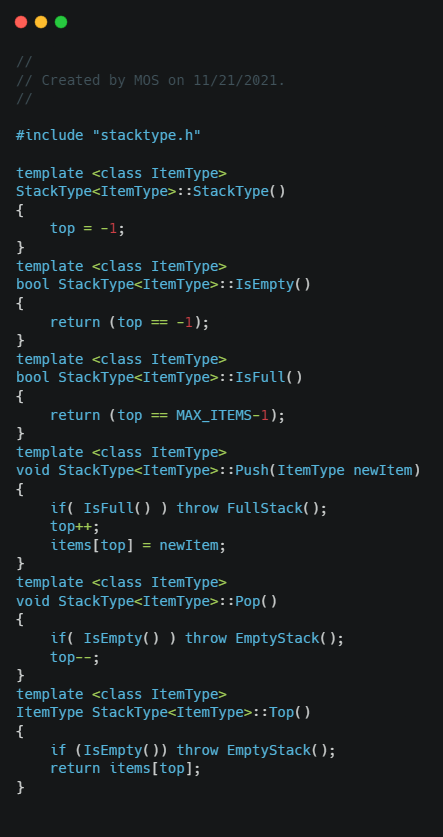 //
// Created by MOS on 11/21/2021.
//
#include "stacktype.h"
template <class ItemType>
StackType<ItemType>::StackType()
{
    top = -1;
}
template <class ItemType>
bool StackType<ItemType>::IsEmpty()
{
    return (top == -1);
}
template <class ItemType>
bool StackType<ItemType>::IsFull()
{
    return (top == MAX_ITEMS-1);
}
template <class ItemType>
void StackType<ItemType>::Push(ItemType newItem)
{
    if( IsFull() ) throw FullStack();
    top++;
    items[top] = newItem;
}
template <class ItemType>
void StackType<ItemType>::Pop()
{
    if( IsEmpty() ) throw EmptyStack();
    top--;
}
template <class ItemType>
ItemType StackType<ItemType>::Top()
{
    if (IsEmpty()) throw EmptyStack();
    return items[top];
}